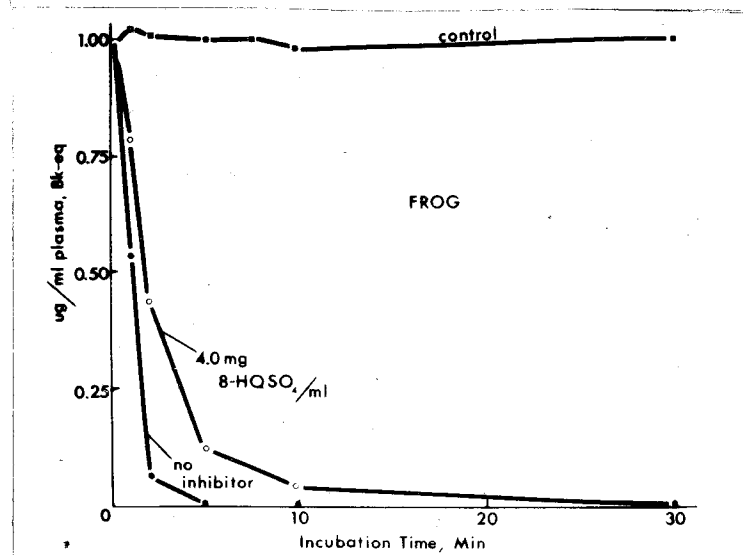 1.00
control
0.75
FROG
ug/ml plasma, Bk-eq
0.50
4.0 mg
8-HQSO₄/ml
0.25
no
inhibitor
0
0
10
20
30
Incubation Time, Min